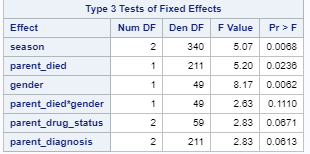 Type 3 Tests of Fixed Effects
Effect Num DF Den DF F Value Pr > F
season 2 340 5.07 0.0068
parent_died 1 211 5.20 0.0236
gender 1 49 8.17 0.0062
parent_died*gender 1 49 2.63 0.1110
parent_drug_status 2 59 2.83 0.0671
parent_diagnosis 2 211 2.83 0.0613